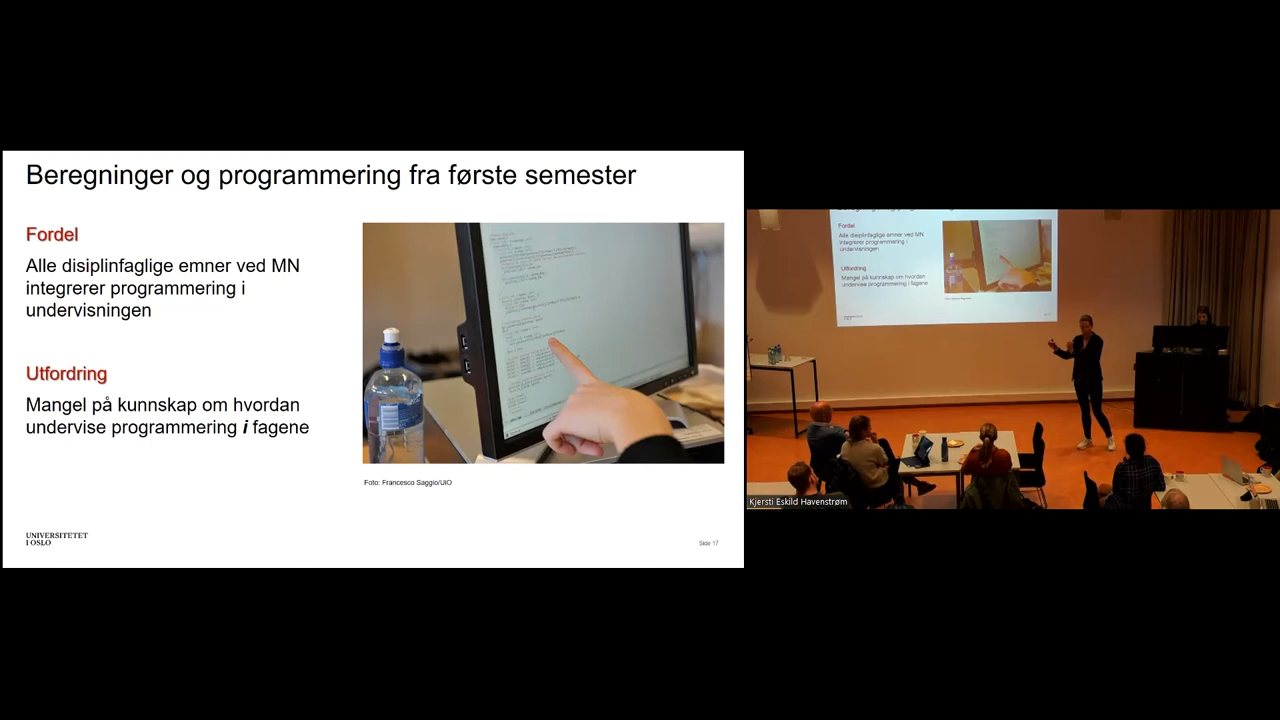 Beregninger og programmering fra første semester
Fordel
Alle disiplinfaglige emner ved MN
integrerer programmering i
undervisningen
Utfordring
Mangel på kunnskap om hvordan
undervise programmering i fagene
Foto: Francesco Saggio/UiO
UNIVERSITETET
I OSLO
Side 17
Fordel
Alle disiplinfaglige emner ved MN
integrerer programmering i
undervisningen
Utfordring
Mangel på kunnskap om hvordan
undervise programmering i fagene
Kjersti Eskild Havenstrøm